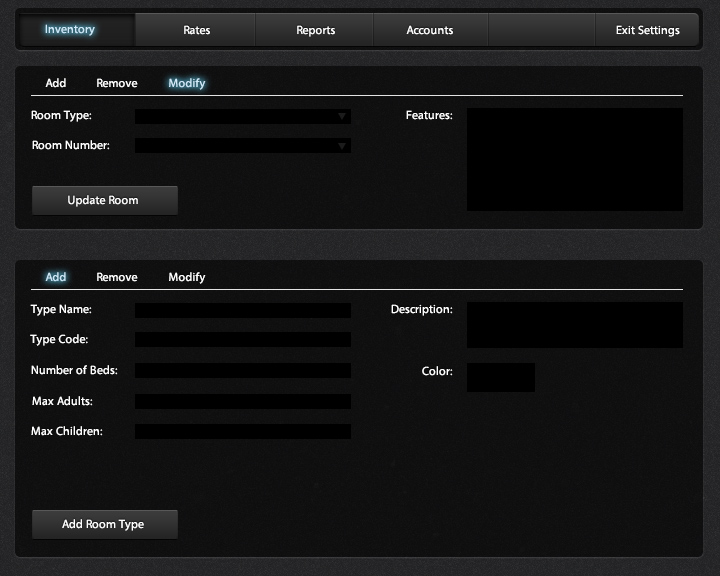 Inventory Rates Reports Accounts Exit Settings
Add Remove Modify
Room Type: Features:
Room Number:
Update Room
Add Remove Modify
Type Name: Description:
Type Code:
Number of Beds: Color:
Max Adults:
Max Children:
Add Room Type